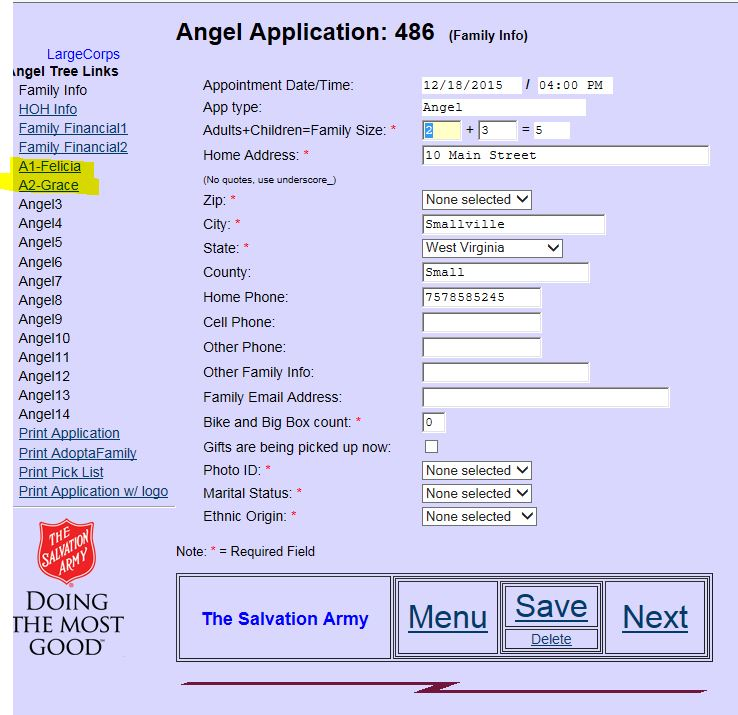 Angel Application: 486 (Family Info)
LargeCorps
Angel Tree Links
Family Info
HOH Info
Family Financial1
Family Financial2
A1-Felicia
A2-Grace
Angel3
Angel4
Angel5
Angel6
Angel7
Angel8
Angel9
Angel10
Angel11
Angel12
Angel13
Angel14
Print Application
Print AdoptaFamily
Print Pick List
Print Application w/ logo
THE
SALVATION
ARMY
DOING
THE MOST
GOOD™
Appointment Date/Time: 12/18/2015 / 04:00 PM
App type: Angel
Adults+Children=Family Size: * 2 + 3 = 5
Home Address: * 10 Main Street
(No quotes, use underscore_)
Zip: * None selected
City: * Smallville
State: * West Virginia
County: Small
Home Phone: 7578585245
Cell Phone:
Other Phone:
Other Family Info:
Family Email Address:
Bike and Big Box count: * 0
Gifts are being picked up now:
Photo ID: * None selected
Marital Status: * None selected
Ethnic Origin: * None selected
Note: * = Required Field
The Salvation Army Menu Save Next
Delete